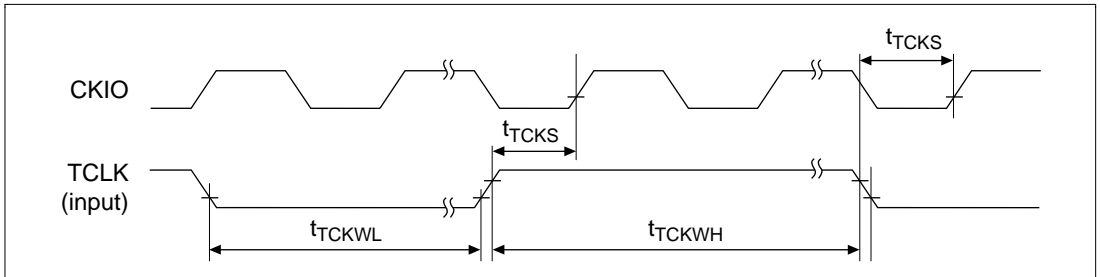 tTCKS
CKIO
tTCKS
TCLK
(input)
tTCKWL
tTCKWH